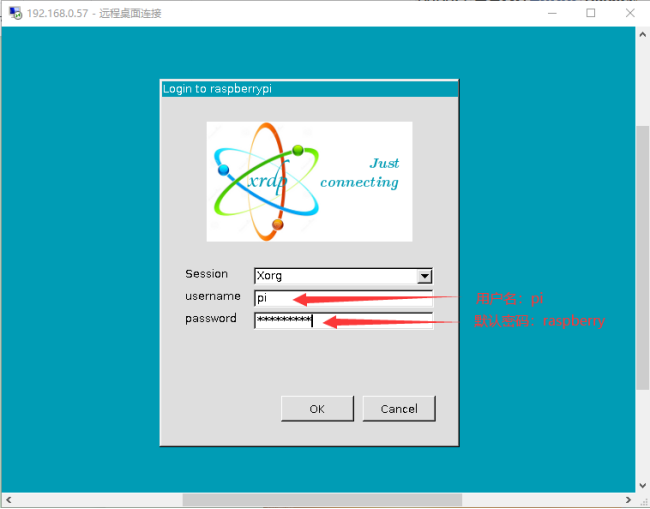 192.168.0.57 - 远程桌面连接
Login to raspberrypi
xrdp
Just
connecting
Session Xorg
username pi
用户名：pi
password *********
默认密码：raspberry
OK Cancel